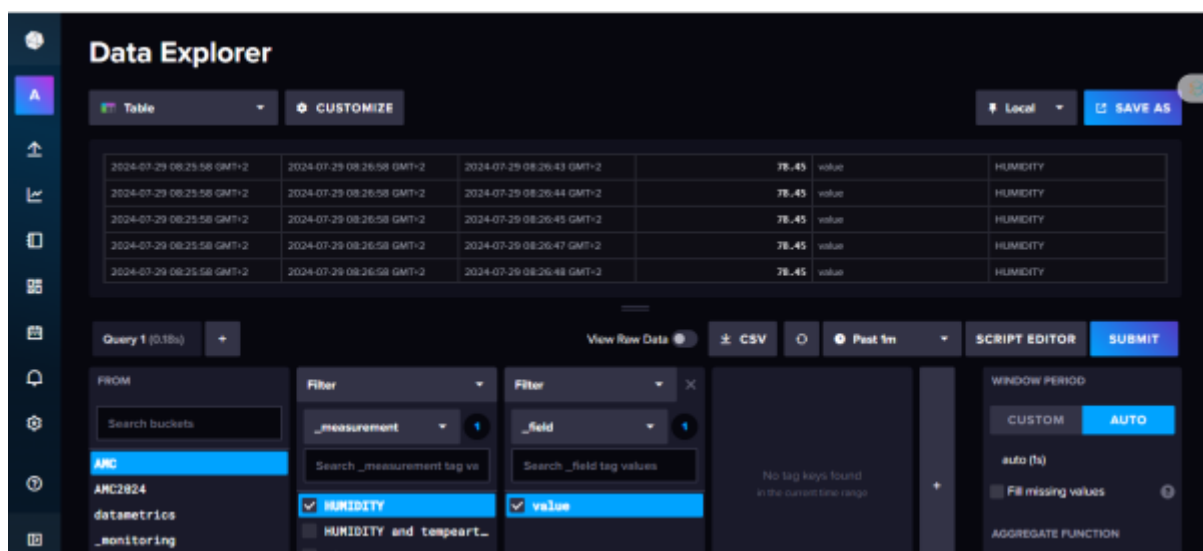 Data Explorer
A
Table
CUSTOMIZE
Local
SAVE AS
2024-07-29 08:25:58 GMT+2 2024-07-29 08:26:58 GMT+2 2024-07-29 08:26:43 GMT+2 78.45 value HUMIDITY
2024-07-29 08:25:58 GMT+2 2024-07-29 08:26:58 GMT+2 2024-07-29 08:26:44 GMT+2 78.45 value HUMIDITY
2024-07-29 08:25:58 GMT+2 2024-07-29 08:26:58 GMT+2 2024-07-29 08:26:45 GMT+2 78.45 value HUMIDITY
2024-07-29 08:25:58 GMT+2 2024-07-29 08:26:58 GMT+2 2024-07-29 08:26:47 GMT+2 78.45 value HUMIDITY
2024-07-29 08:25:58 GMT+2 2024-07-29 08:26:58 GMT+2 2024-07-29 08:26:48 GMT+2 78.45 value HUMIDITY
Query 1 (0.18s)
+
View Raw Data
CSV
Past 1m
SCRIPT EDITOR
SUBMIT
FROM
Search buckets
AMC
AMC2024
datametrics
_monitoring
Filter
_measurement
1
Search _measurement tag va
HUMIDITY
HUMIDITY and tempeart…
Filter
_field
1
Search _field tag values
value
No tag keys found
in the current time range
+
WINDOW PERIOD
CUSTOM
AUTO
auto (1s)
Fill missing values
?
AGGREGATE FUNCTION